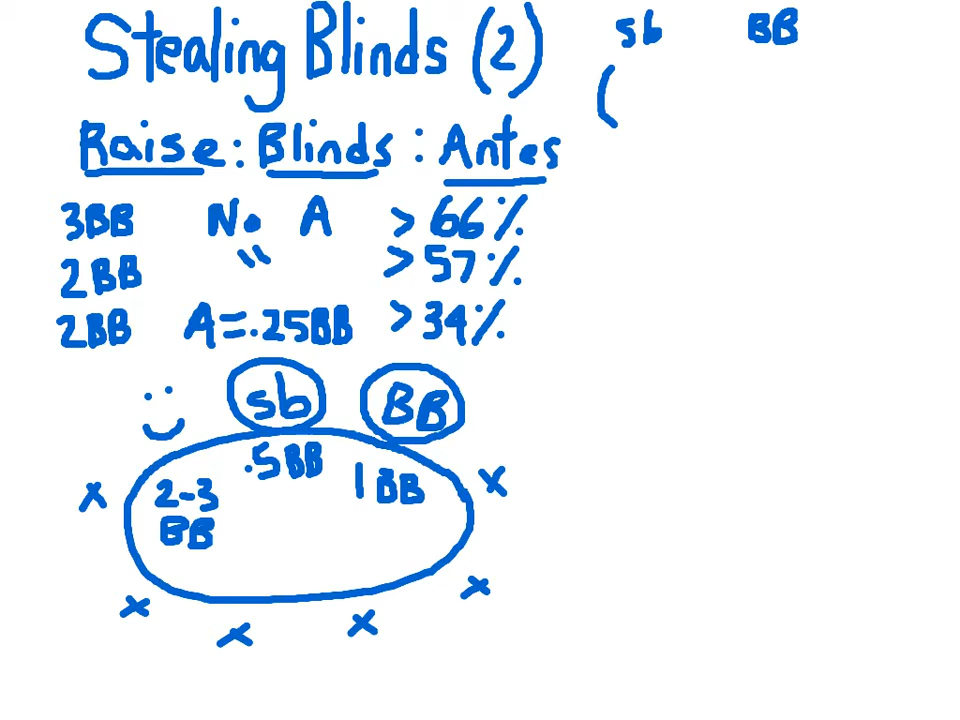 Stealing Blinds (2)
sb BB
(
Raise: Blinds: Antes
3BB No A > 66%
2BB " > 57%
2BB A=.25BB > 34%
sb BB
.5BB 1BB
x 2-3 x
BB
x x x x